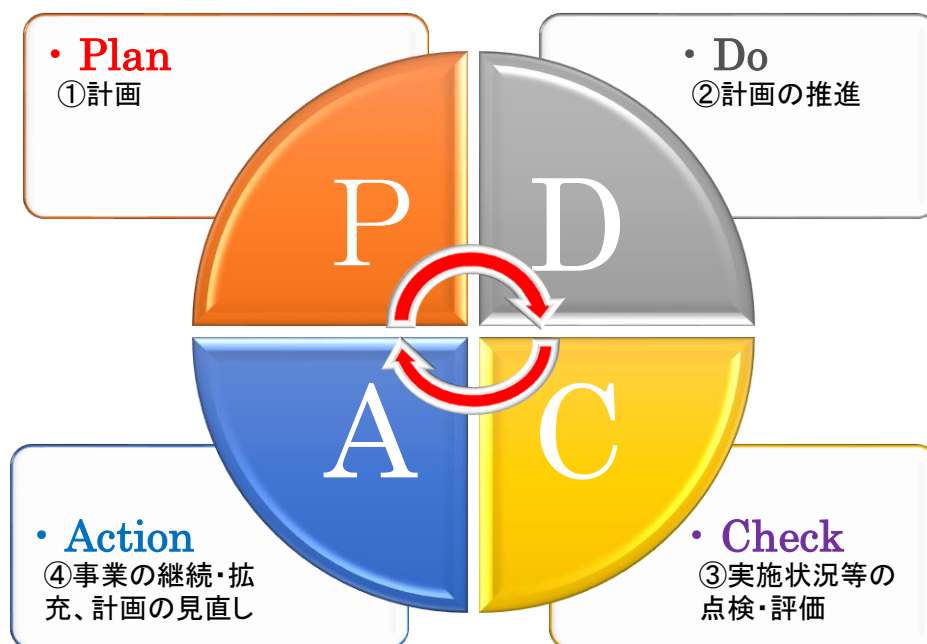 ・Plan
①計画
・Do
②計画の推進
P
D
A
C
・Action
④事業の継続・拡
充、計画の見直し
・Check
③実施状況等の
点検・評価